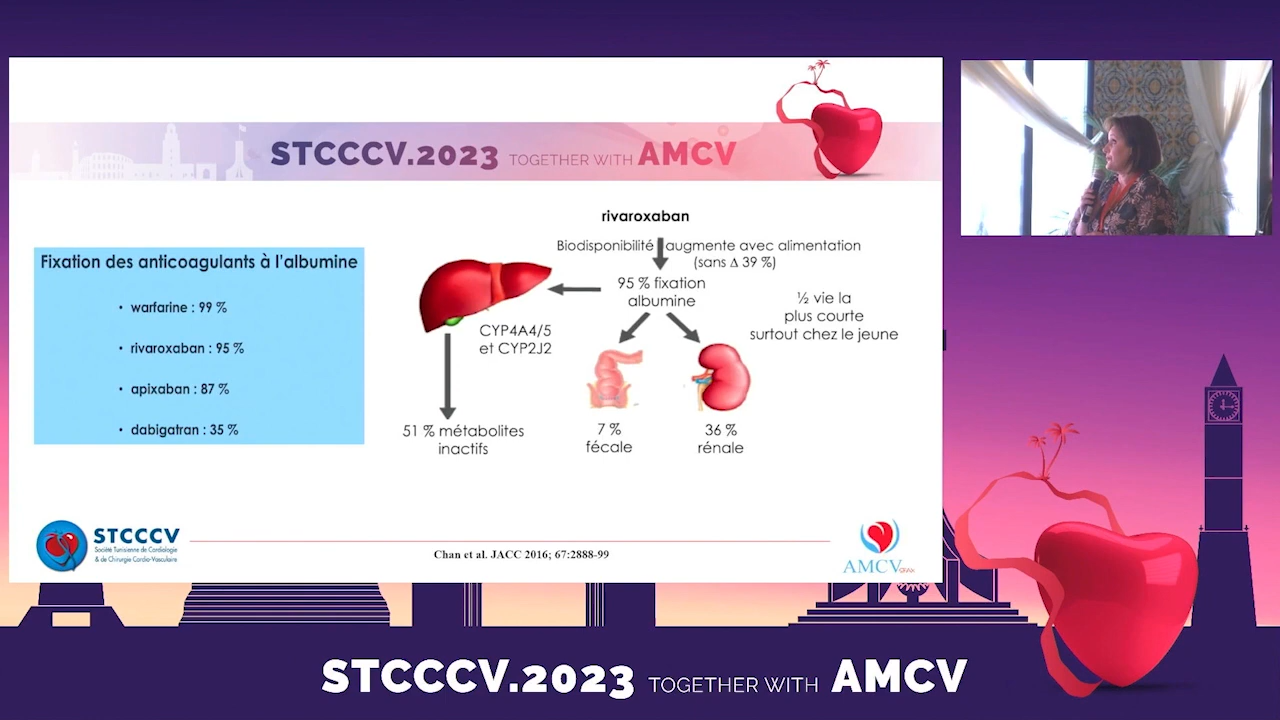 STCCCV.2023 TOGETHER WITH AMCV
Fixation des anticoagulants à l'albumine
• warfarine : 99 %
• rivaroxaban : 95 %
• apixaban : 87 %
• dabigatran : 35 %
rivaroxaban
Biodisponibilité augmente avec alimentation
(sans Δ 39 %)
95 % fixation
albumine
½ vie la
plus courte
surtout chez le jeune
CYP4A4/5
et CYP2J2
51 % métabolites
inactifs
7 %
fécale
36 %
rénale
STCCCV
Société Tunisienne de Cardiologie
& de Chirurgie Cardio-Vasculaire
Chan et al. JACC 2016; 67:2888-99
AMCV
STCCCV.2023 TOGETHER WITH AMCV